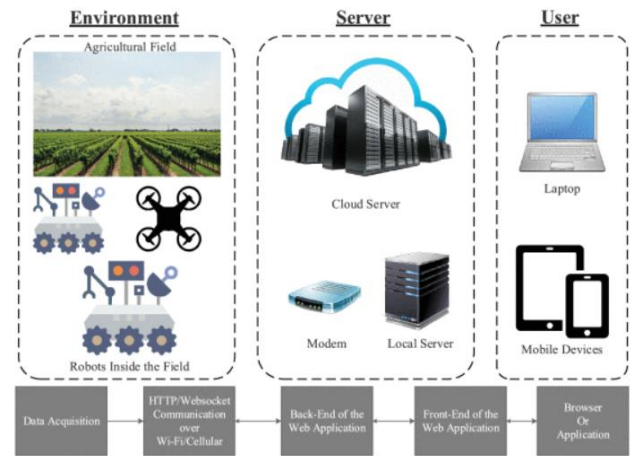 Environment
Server
User
Agricultural Field
Cloud Server
Laptop
Modem
Local Server
Mobile Devices
Robots Inside the Field
Data Acquisition
HTTP/Websocket
Communication
over
Wi-Fi/Cellular
Back-End of the
Web Application
Front-End of the
Web Application
Browser
Or
Application